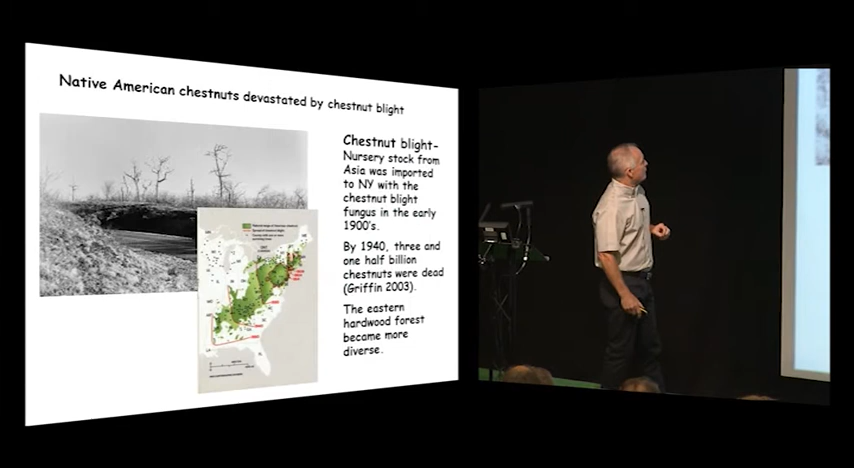 Native American chestnuts devastated by chestnut blight
Chestnut blight-
Nursery stock from
Asia was imported
to NY with the
chestnut blight
fungus in the early
1900's.
By 1940, three and
one half billion
chestnuts were dead
(Griffin 2003).
The eastern
hardwood forest
became more
diverse.